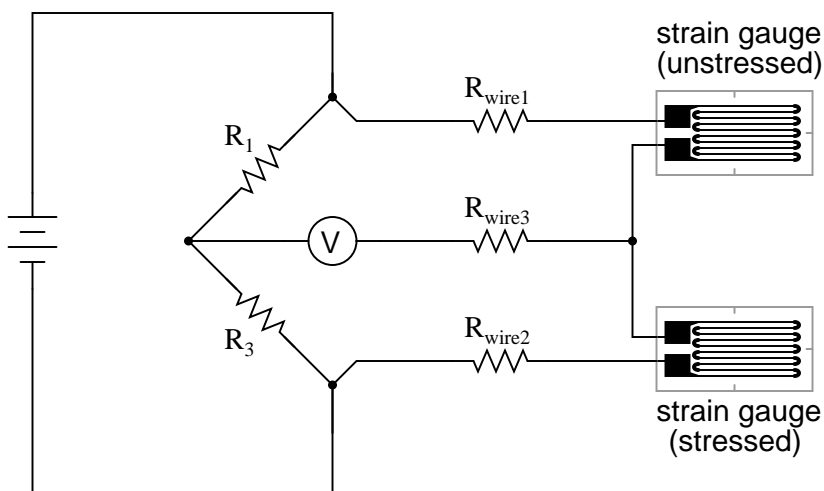 strain gauge
(unstressed)
Rwire1
R1
Rwire3
V
R3
Rwire2
strain gauge
(stressed)